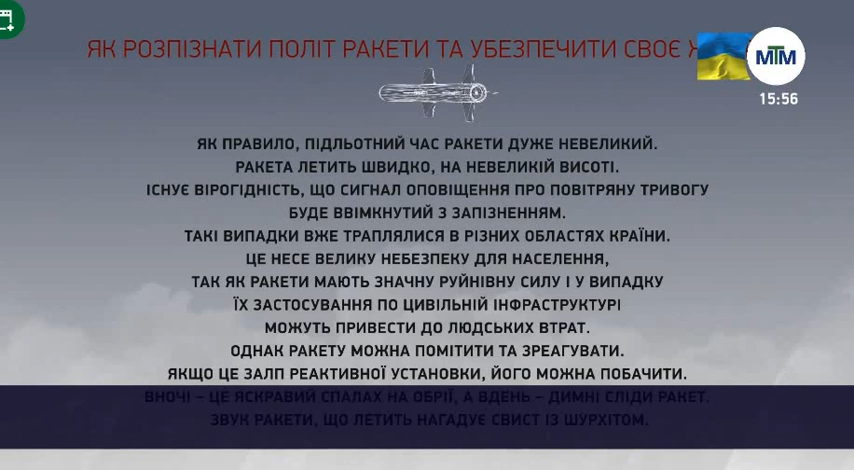 ЯК РОЗПІЗНАТИ ПОЛІТ РАКЕТИ ТА УБЕЗПЕЧИТИ СВОЄ
МТМ
15:56
ЯК ПРАВИЛО, ПІДЛЬОТНИЙ ЧАС РАКЕТИ ДУЖЕ НЕВЕЛИКИЙ.
РАКЕТА ЛЕТИТЬ ШВИДКО, НА НЕВЕЛИКІЙ ВИСОТІ.
ІСНУЄ ВІРОГІДНІСТЬ, ЩО СИГНАЛ ОПОВІЩЕННЯ ПРО ПОВІТРЯНУ ТРИВОГУ
БУДЕ ВВІМКНУТИЙ З ЗАПІЗНЕННЯМ.
ТАКІ ВИПАДКИ ВЖЕ ТРАПЛЯЛИСЯ В РІЗНИХ ОБЛАСТЯХ КРАЇНИ.
ЦЕ НЕСЕ ВЕЛИКУ НЕБЕЗПЕКУ ДЛЯ НАСЕЛЕННЯ,
ТАК ЯК РАКЕТИ МАЮТЬ ЗНАЧНУ РУЙНІВНУ СИЛУ І У ВИПАДКУ
ЇХ ЗАСТОСУВАННЯ ПО ЦИВІЛЬНІЙ ІНФРАСТРУКТУРІ
МОЖУТЬ ПРИВЕСТИ ДО ЛЮДСЬКИХ ВТРАТ.
ОДНАК РАКЕТУ МОЖНА ПОМІТИТИ ТА ЗРЕАГУВАТИ.
ЯКЩО ЦЕ ЗАЛП РЕАКТИВНОЇ УСТАНОВКИ, ЙОГО МОЖНА ПОБАЧИТИ.
ВНОЧІ – ЦЕ ЯСКРАВИЙ СПАЛАХ НА ОБРІЇ, А ВДЕНЬ – ДИМНІ СЛІДИ РАКЕТ.
ЗВУК РАКЕТИ, ЩО ЛЕТИТЬ НАГАДУЄ СВИСТ ІЗ ШУРХІТОМ.